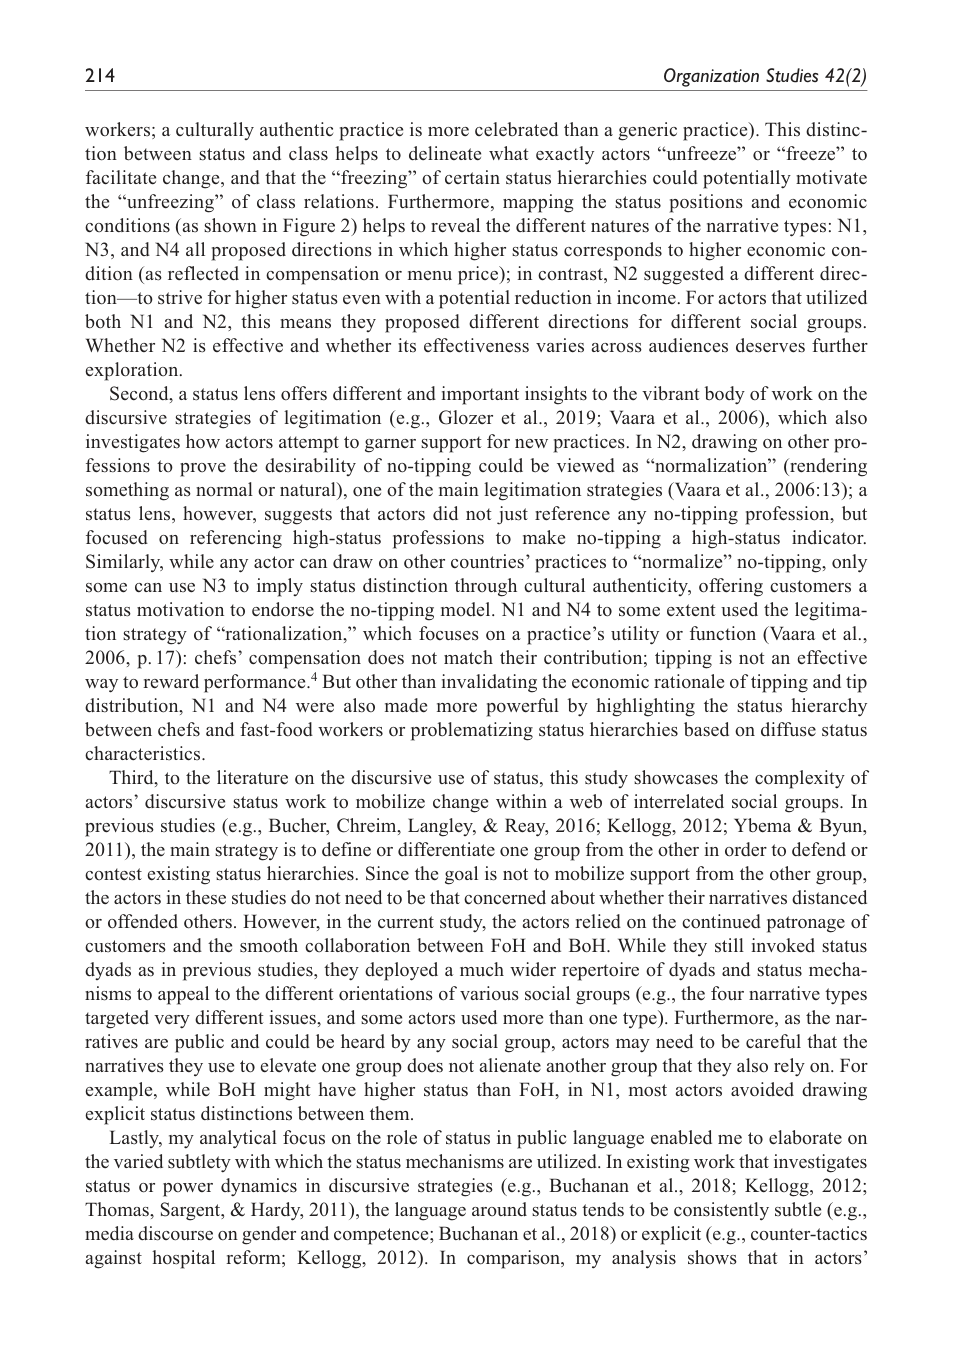 214
Organization Studies 42(2)
workers; a culturally authentic practice is more celebrated than a generic practice). This distinc-
tion between status and class helps to delineate what exactly actors “unfreeze” or “freeze” to
facilitate change, and that the “freezing” of certain status hierarchies could potentially motivate
the “unfreezing” of class relations. Furthermore, mapping the status positions and economic
conditions (as shown in Figure 2) helps to reveal the different natures of the narrative types: N1,
N3, and N4 all proposed directions in which higher status corresponds to higher economic con-
dition (as reflected in compensation or menu price); in contrast, N2 suggested a different direc-
tion—to strive for higher status even with a potential reduction in income. For actors that utilized
both N1 and N2, this means they proposed different directions for different social groups.
Whether N2 is effective and whether its effectiveness varies across audiences deserves further
exploration.
Second, a status lens offers different and important insights to the vibrant body of work on the
discursive strategies of legitimation (e.g., Glozer et al., 2019; Vaara et al., 2006), which also
investigates how actors attempt to garner support for new practices. In N2, drawing on other pro-
fessions to prove the desirability of no-tipping could be viewed as “normalization” (rendering
something as normal or natural), one of the main legitimation strategies (Vaara et al., 2006:13); a
status lens, however, suggests that actors did not just reference any no-tipping profession, but
focused on referencing high-status professions to make no-tipping a high-status indicator.
Similarly, while any actor can draw on other countries’ practices to “normalize” no-tipping, only
some can use N3 to imply status distinction through cultural authenticity, offering customers a
status motivation to endorse the no-tipping model. N1 and N4 to some extent used the legitima-
tion strategy of “rationalization,” which focuses on a practice’s utility or function (Vaara et al.,
2006, p. 17): chefs’ compensation does not match their contribution; tipping is not an effective
way to reward performance.⁴ But other than invalidating the economic rationale of tipping and tip
distribution, N1 and N4 were also made more powerful by highlighting the status hierarchy
between chefs and fast-food workers or problematizing status hierarchies based on diffuse status
characteristics.
Third, to the literature on the discursive use of status, this study showcases the complexity of
actors’ discursive status work to mobilize change within a web of interrelated social groups. In
previous studies (e.g., Bucher, Chreim, Langley, & Reay, 2016; Kellogg, 2012; Ybema & Byun,
2011), the main strategy is to define or differentiate one group from the other in order to defend or
contest existing status hierarchies. Since the goal is not to mobilize support from the other group,
the actors in these studies do not need to be that concerned about whether their narratives distanced
or offended others. However, in the current study, the actors relied on the continued patronage of
customers and the smooth collaboration between FoH and BoH. While they still invoked status
dyads as in previous studies, they deployed a much wider repertoire of dyads and status mecha-
nisms to appeal to the different orientations of various social groups (e.g., the four narrative types
targeted very different issues, and some actors used more than one type). Furthermore, as the nar-
ratives are public and could be heard by any social group, actors may need to be careful that the
narratives they use to elevate one group does not alienate another group that they also rely on. For
example, while BoH might have higher status than FoH, in N1, most actors avoided drawing
explicit status distinctions between them.
Lastly, my analytical focus on the role of status in public language enabled me to elaborate on
the varied subtlety with which the status mechanisms are utilized. In existing work that investigates
status or power dynamics in discursive strategies (e.g., Buchanan et al., 2018; Kellogg, 2012;
Thomas, Sargent, & Hardy, 2011), the language around status tends to be consistently subtle (e.g.,
media discourse on gender and competence; Buchanan et al., 2018) or explicit (e.g., counter-tactics
against hospital reform; Kellogg, 2012). In comparison, my analysis shows that in actors’